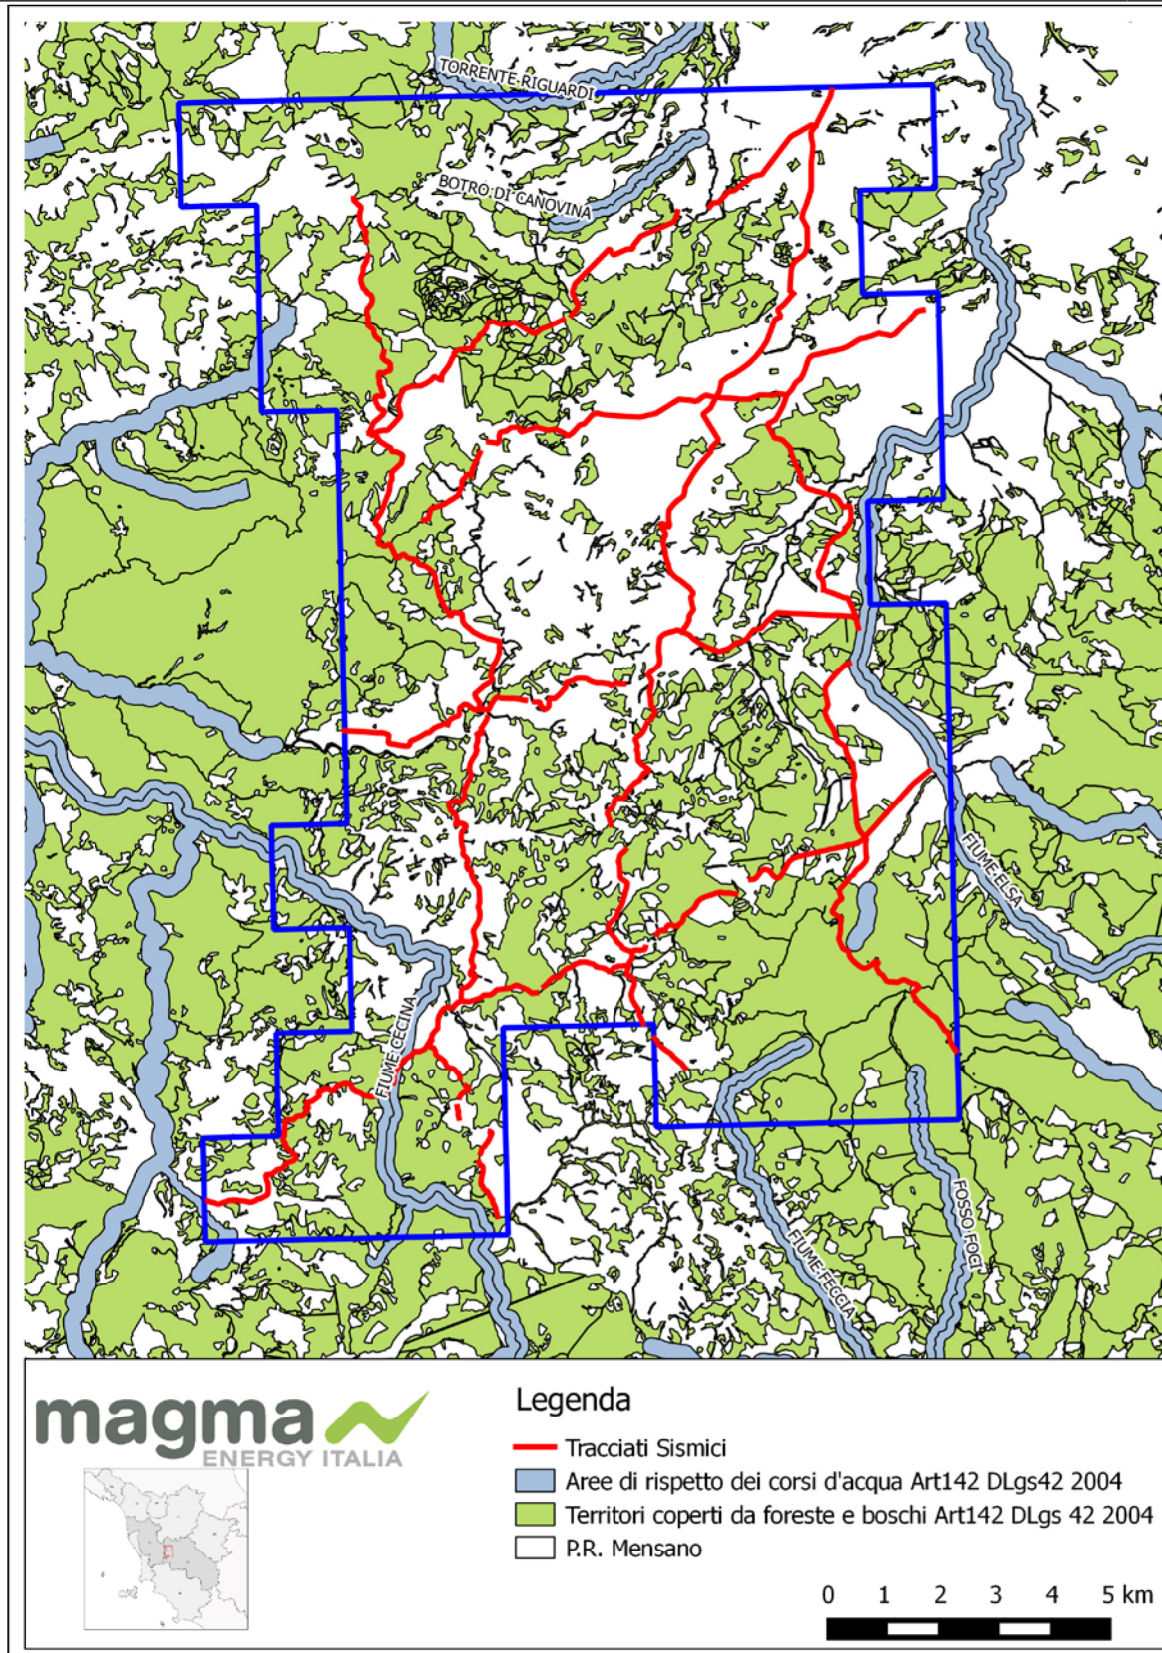 TORRENTE RIGUARDI
BOTRO DI CANOVINA
FIUME-ELSA
FIUME-CECINA
FIUME-FECCIA
FOSSO FOCI
magma
ENERGY ITALIA
Legenda
Tracciati Sismici
Aree di rispetto dei corsi d'acqua Art142 DLgs42 2004
Territori coperti da foreste e boschi Art142 DLgs 42 2004
P.R. Mensano
0 1 2 3 4 5 km